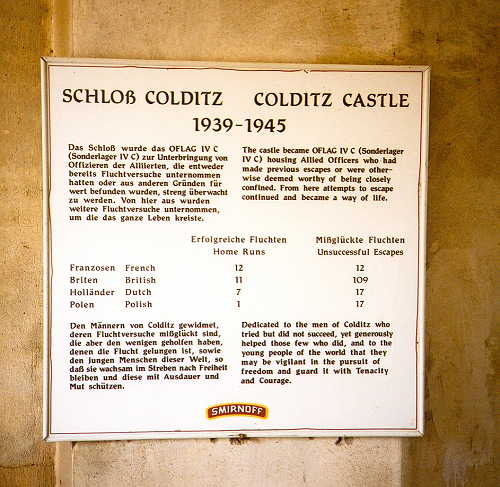 SCHLOß COLDITZ COLDITZ CASTLE
1939-1945
Das Schloß wurde das OFLAG IV C
(Sonderlager IV C) zur Unterbringung von
Offizieren der Alliierten, die entweder
bereits Fluchtversuche unternommen
hatten oder aus anderen Gründen für
wert befunden wurden, streng überwacht
zu werden. Von hier aus wurden
weitere Fluchtversuche unternommen,
um die das ganze Leben kreiste.
The castle became OFLAG IV C (Sonderlager
IV C) housing Allied Officers who had
made previous escapes or were other-
wise deemed worthy of being closely
confined. From here attempts to escape
continued and became a way of life.
Erfolgreiche Fluchten Mißglückte Fluchten
Home Runs Unsuccessful Escapes
Franzosen French 12 12
Briten British 11 109
Holländer Dutch 7 17
Polen Polish 1 17
Den Männern von Colditz gewidmet,
deren Fluchtversuche mißglückt sind,
die aber den wenigen geholfen haben,
denen die Flucht gelungen ist, sowie
den jungen Menschen dieser Welt, so
daß sie wachsam im Streben nach Freiheit
bleiben und diese mit Ausdauer und
Mut schützen.
Dedicated to the men of Colditz who
tried but did not succeed, yet generously
helped those few who did, and to the
young people of the world that they
may be vigilant in the pursuit of
freedom and guard it with Tenacity
and Courage.
SMIRNOFF